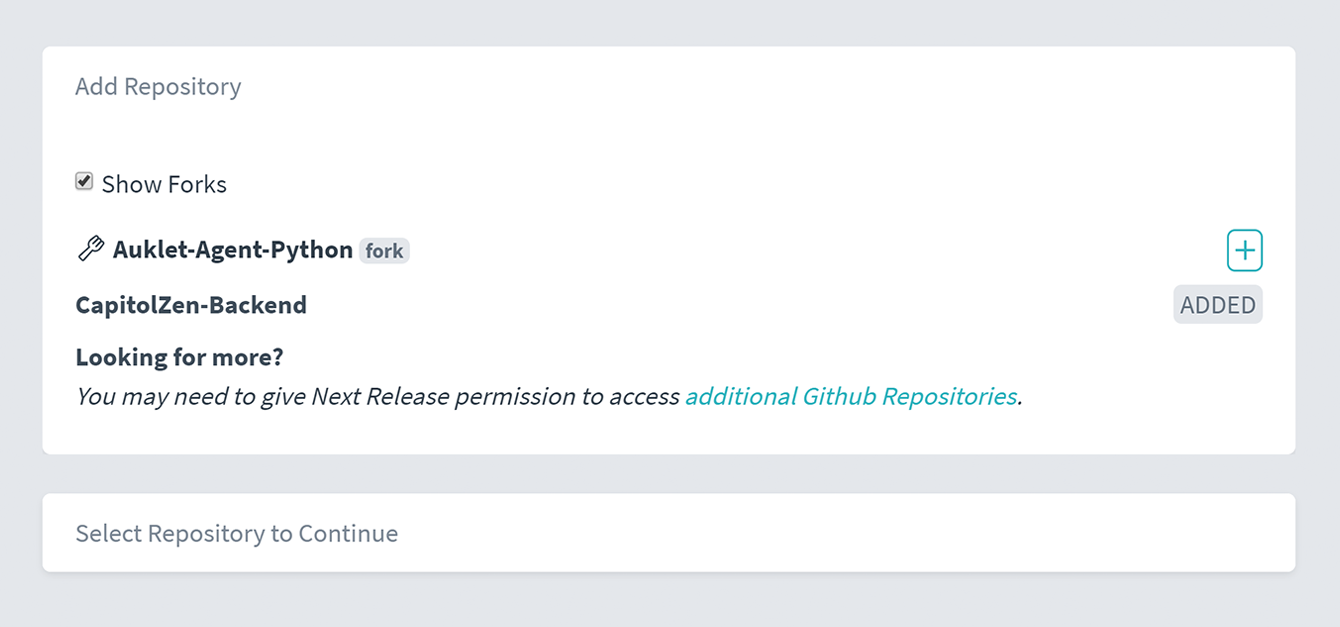 Add Repository
Show Forks
Auklet-Agent-Python fork
CapitolZen-Backend ADDED
Looking for more?
You may need to give Next Release permission to access additional Github Repositories.
Select Repository to Continue